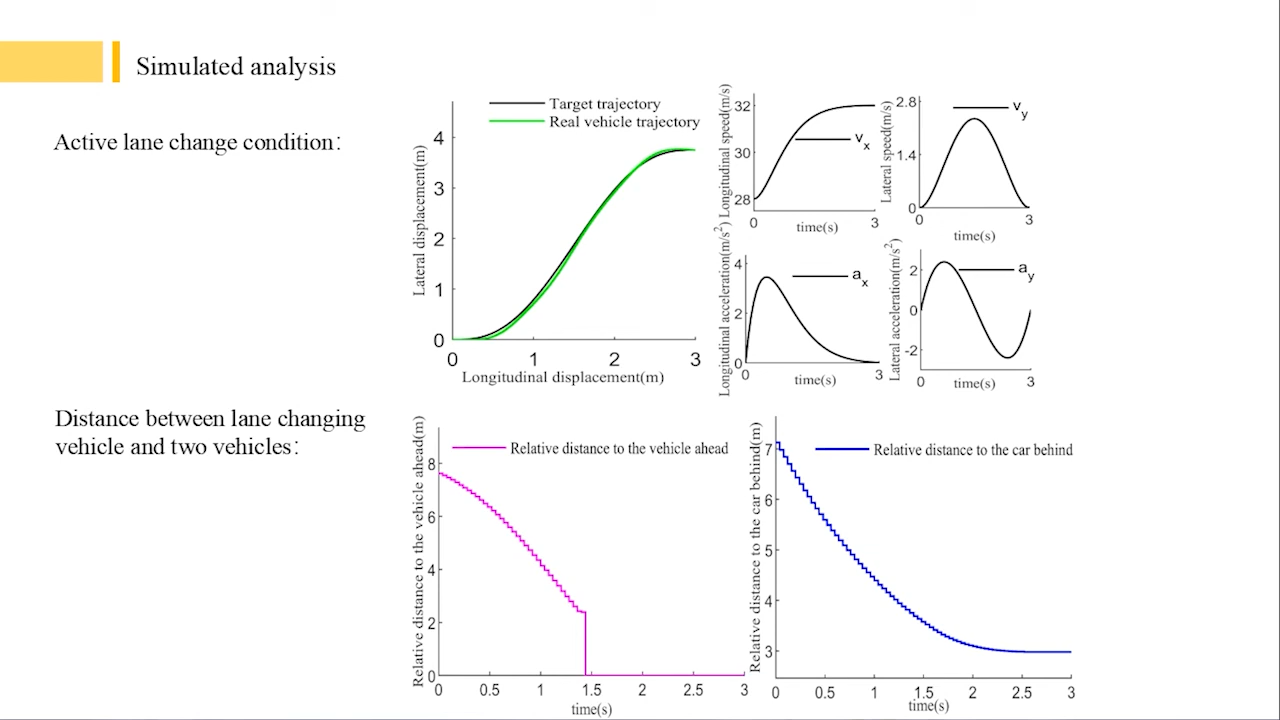 Simulated analysis
Active lane change condition:
Target trajectory
Real vehicle trajectory
Lateral displacement(m)
4
3
2
1
0
0 1 2 3
Longitudinal displacement(m)
Longitudinal speed(m/s)
32
30
28
vx
0 3
time(s)
Lateral speed(m/s)
2.8
1.4
0
vy
0 3
time(s)
Longitudinal acceleration(m/s²)
4
2
0
ax
0 3
time(s)
Lateral acceleration(m/s²)
2
0
-2
ay
0 3
time(s)
Distance between lane changing
vehicle and two vehicles:
Relative distance to the vehicle ahead(m)
Relative distance to the vehicle ahead
8
6
4
2
0
0 0.5 1 1.5 2 2.5 3
time(s)
Relative distance to the car behind(m)
Relative distance to the car behind
7
6
5
4
3
0 0.5 1 1.5 2 2.5 3
time(s)